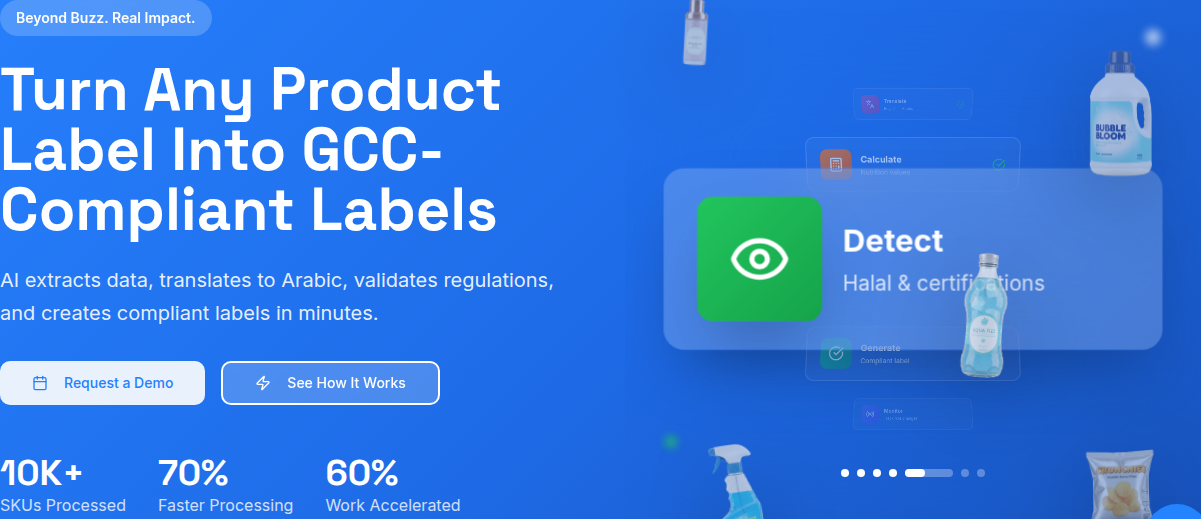 Beyond Buzz. Real Impact.
Turn Any Product
Label Into GCC-
Compliant Labels
AI extracts data, translates to Arabic, validates regulations,
and creates compliant labels in minutes.
Request a Demo
See How It Works
10K+
SKUs Processed
70%
Faster Processing
60%
Work Accelerated
Translate
Calculate
Detect
Halal & certifications
Generate
Compliant label
Monitor
BUBBLE
BLOOM